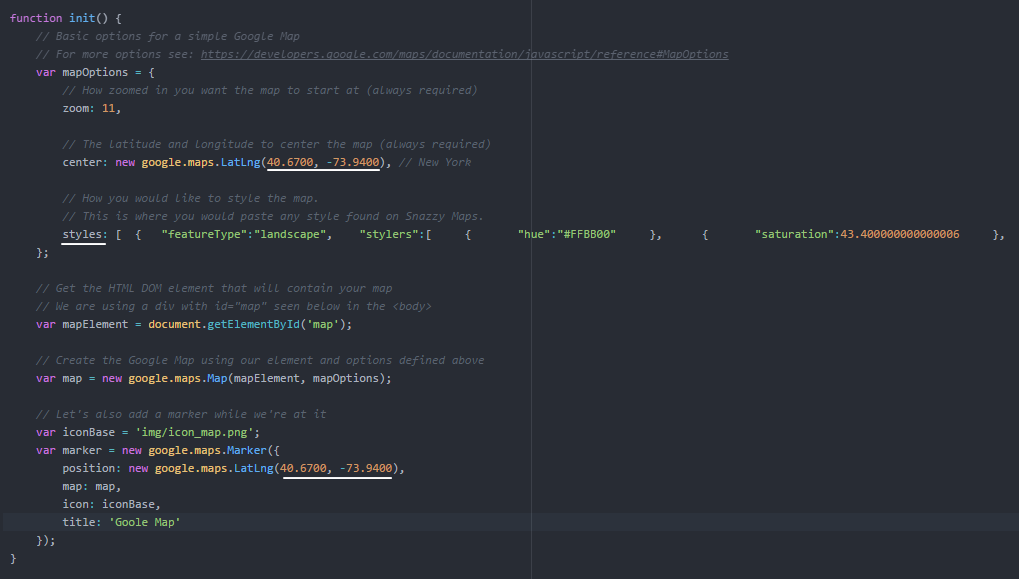 function init() {
// Basic options for a simple Google Map
// For more options see: https://developers.google.com/maps/documentation/javascript/reference#MapOptions
var mapOptions = {
// How zoomed in you want the map to start at (always required)
zoom: 11,
// The latitude and longitude to center the map (always required)
center: new google.maps.LatLng(40.6700, -73.9400), // New York
// How you would like to style the map.
// This is where you would paste any style found on Snazzy Maps.
styles: [ { "featureType":"landscape", "stylers":[ { "hue":"#FFBB00" }, { "saturation":43.400000000000006 },
};
// Get the HTML DOM element that will contain your map
// We are using a div with id="map" seen below in the <body>
var mapElement = document.getElementById('map');
// Create the Google Map using our element and options defined above
var map = new google.maps.Map(mapElement, mapOptions);
// Let's also add a marker while we're at it
var iconBase = 'img/icon_map.png';
var marker = new google.maps.Marker({
position: new google.maps.LatLng(40.6700, -73.9400),
map: map,
icon: iconBase,
title: 'Goole Map'
});
}